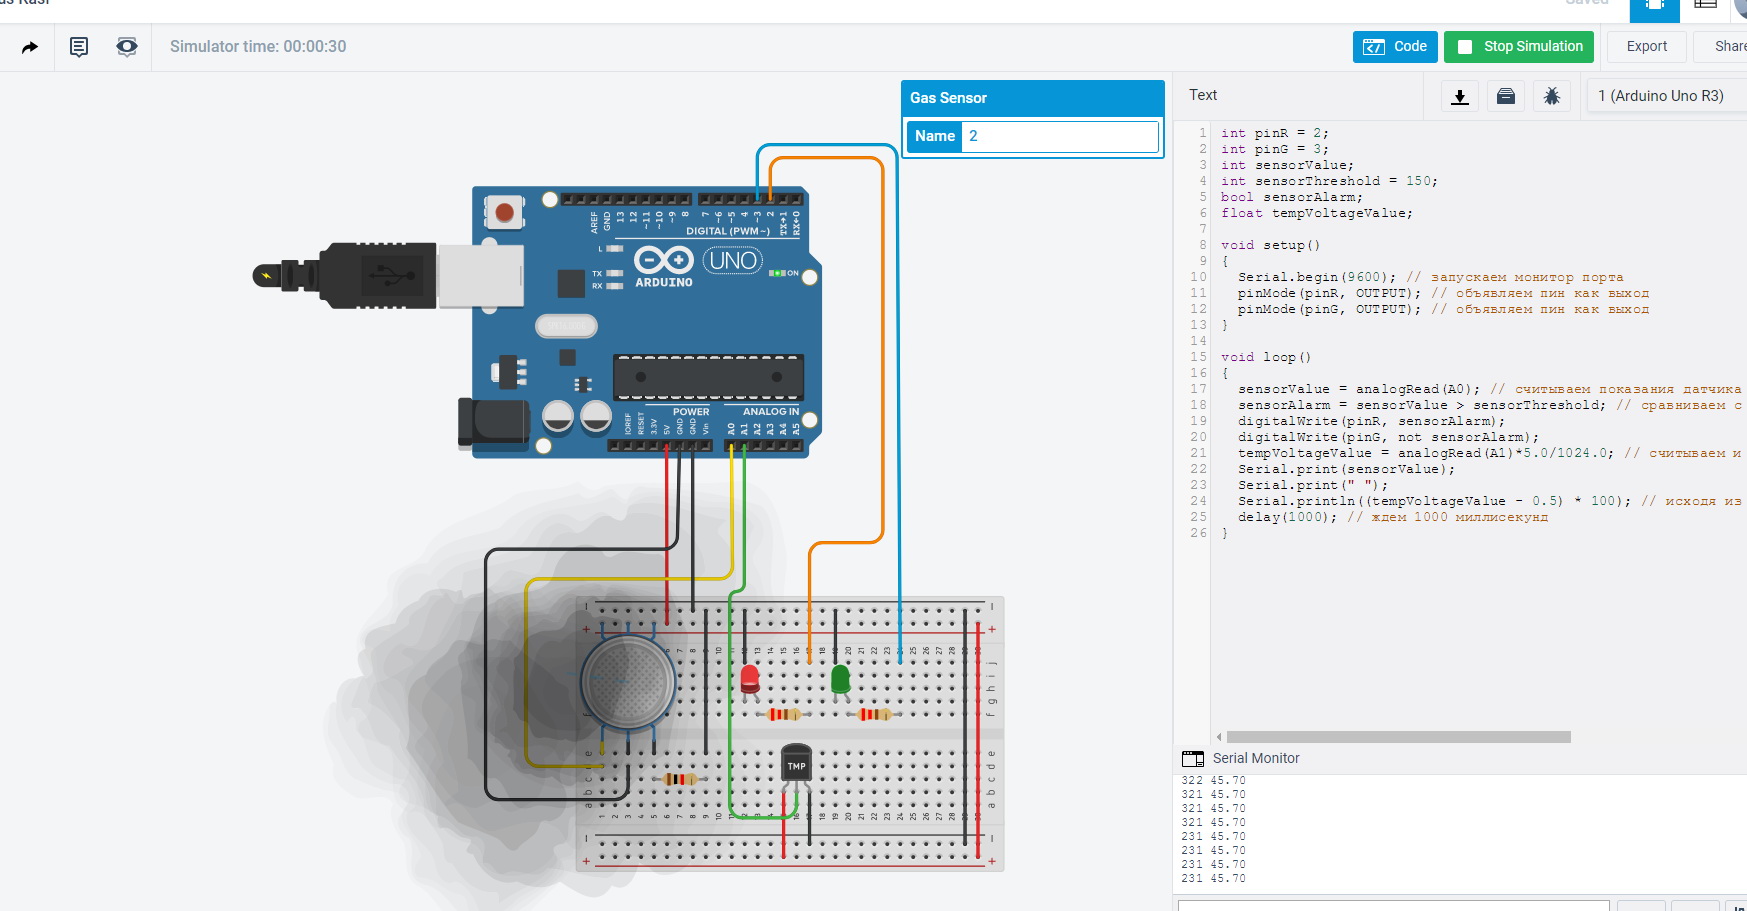 Simulator time: 00:00:30
Code
Stop Simulation
Export
Share
Gas Sensor
Name 2
Text
1 (Arduino Uno R3)
1 int pinR = 2;
2 int pinG = 3;
3 int sensorValue;
4 int sensorThreshold = 150;
5 bool sensorAlarm;
6 float tempVoltageValue;
7
8 void setup()
9 {
10 Serial.begin(9600); // запускаем монитор порта
11 pinMode(pinR, OUTPUT); // объявляем пин как выход
12 pinMode(pinG, OUTPUT); // объявляем пин как выход
13 }
14
15 void loop()
16 {
17 sensorValue = analogRead(A0); // считываем показания датчика
18 sensorAlarm = sensorValue > sensorThreshold; // сравниваем с
19 digitalWrite(pinR, sensorAlarm);
20 digitalWrite(pinG, not sensorAlarm);
21 tempVoltageValue = analogRead(A1)*5.0/1024.0; // считываем и
22 Serial.print(sensorValue);
23 Serial.print(" ");
24 Serial.println((tempVoltageValue - 0.5) * 100); // исходя из
25 delay(1000); // ждем 1000 миллисекунд
26 }
Serial Monitor
322 45.70
321 45.70
321 45.70
321 45.70
231 45.70
231 45.70
231 45.70
231 45.70
AREF GND 13 12 ~11 ~10 ~9 8 7 ~6 ~5 4 ~3 2 TX→1 RX←0
DIGITAL (PWM~)
L
TX
RX
UNO
ON
ARDUINO
POWER
ANALOG IN
IOREF RESET 3.3V 5V GND GND Vin A0 A1 A2 A3 A4 A5
TMP